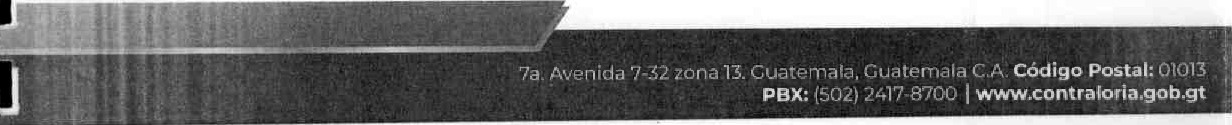 7a. Avenida 7-32 zona 13. Guatemala, Guatemala C.A. Código Postal: 01013
PBX: (502) 2417-8700 | www.contraloria.gob.gt